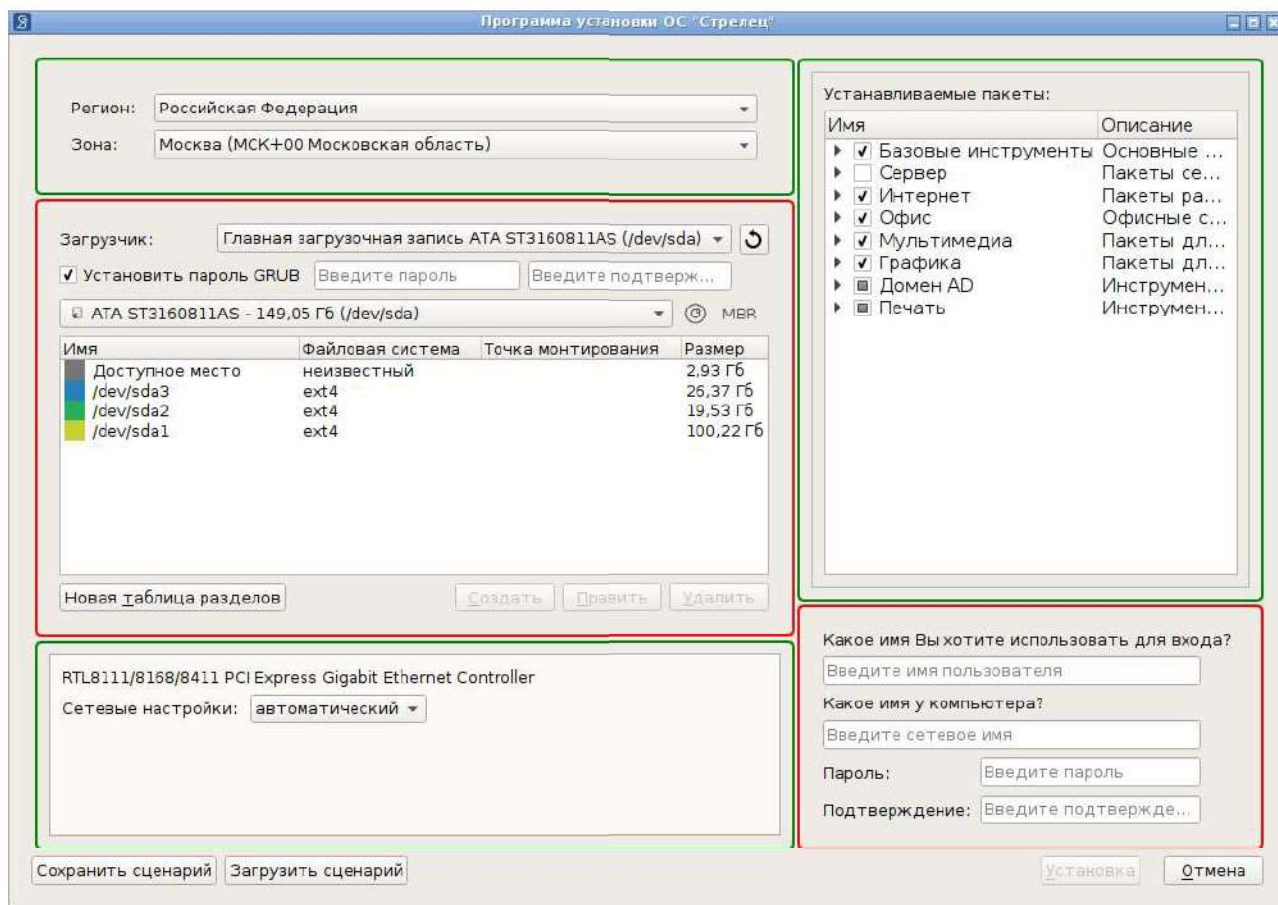 Программа установки ОС "Стрелец"
Регион: Российская Федерация
Зона: Москва (МСК+00 Московская область)
Загрузчик: Главная загрузочная запись ATA ST3160811AS (/dev/sda)
Установить пароль GRUB Введите пароль Введите подтверж...
ATA ST3160811AS - 149,05 Гб (/dev/sda) MBR
Имя Файловая система Точка монтирования Размер
Доступное место неизвестный 2,93 Гб
/dev/sda3 ext4 26,37 Гб
/dev/sda2 ext4 19,53 Гб
/dev/sda1 ext4 100,22 Гб
Новая таблица разделов Создать Править Удалить
RTL8111/8168/8411 PCI Express Gigabit Ethernet Controller
Сетевые настройки: автоматический
Устанавливаемые пакеты:
Имя Описание
Базовые инструменты Основные ...
Сервер Пакеты се...
Интернет Пакеты ра...
Офис Офисные с...
Мультимедиа Пакеты дл...
Графика Пакеты дл...
Домен AD Инструмен...
Печать Инструмен...
Какое имя Вы хотите использовать для входа?
Введите имя пользователя
Какое имя у компьютера?
Введите сетевое имя
Пароль: Введите пароль
Подтверждение: Введите подтвержде...
Сохранить сценарий Загрузить сценарий Установка Отмена